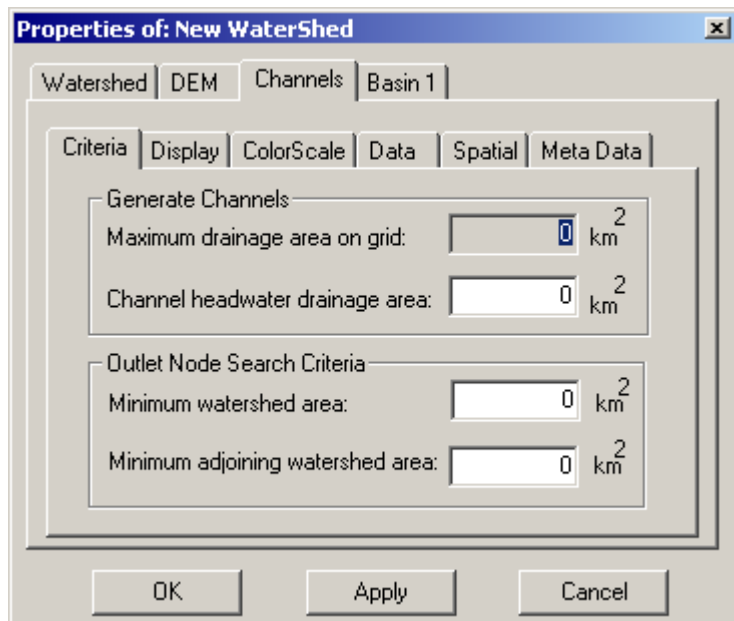 Properties of: New WaterShed
Watershed DEM Channels Basin 1
Criteria Display ColorScale Data Spatial Meta Data
Generate Channels
Maximum drainage area on grid: 0 km²
Channel headwater drainage area: 0 km²
Outlet Node Search Criteria
Minimum watershed area: 0 km²
Minimum adjoining watershed area: 0 km²
OK Apply Cancel